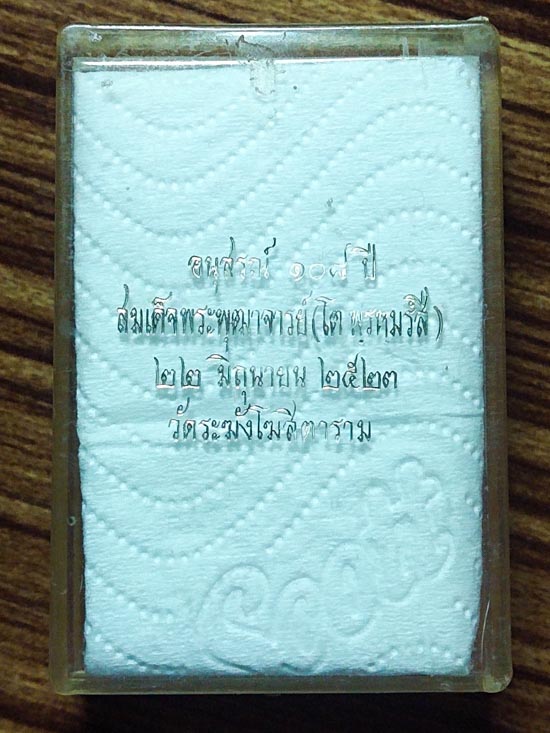 อนุสรณ์ ๑๐๘ ปี
สมเด็จพระพุฒาจารย์(โต พรหมรังสี)
๒๒ มิถุนายน ๒๕๒๓
วัดระฆังโฆสิตาราม